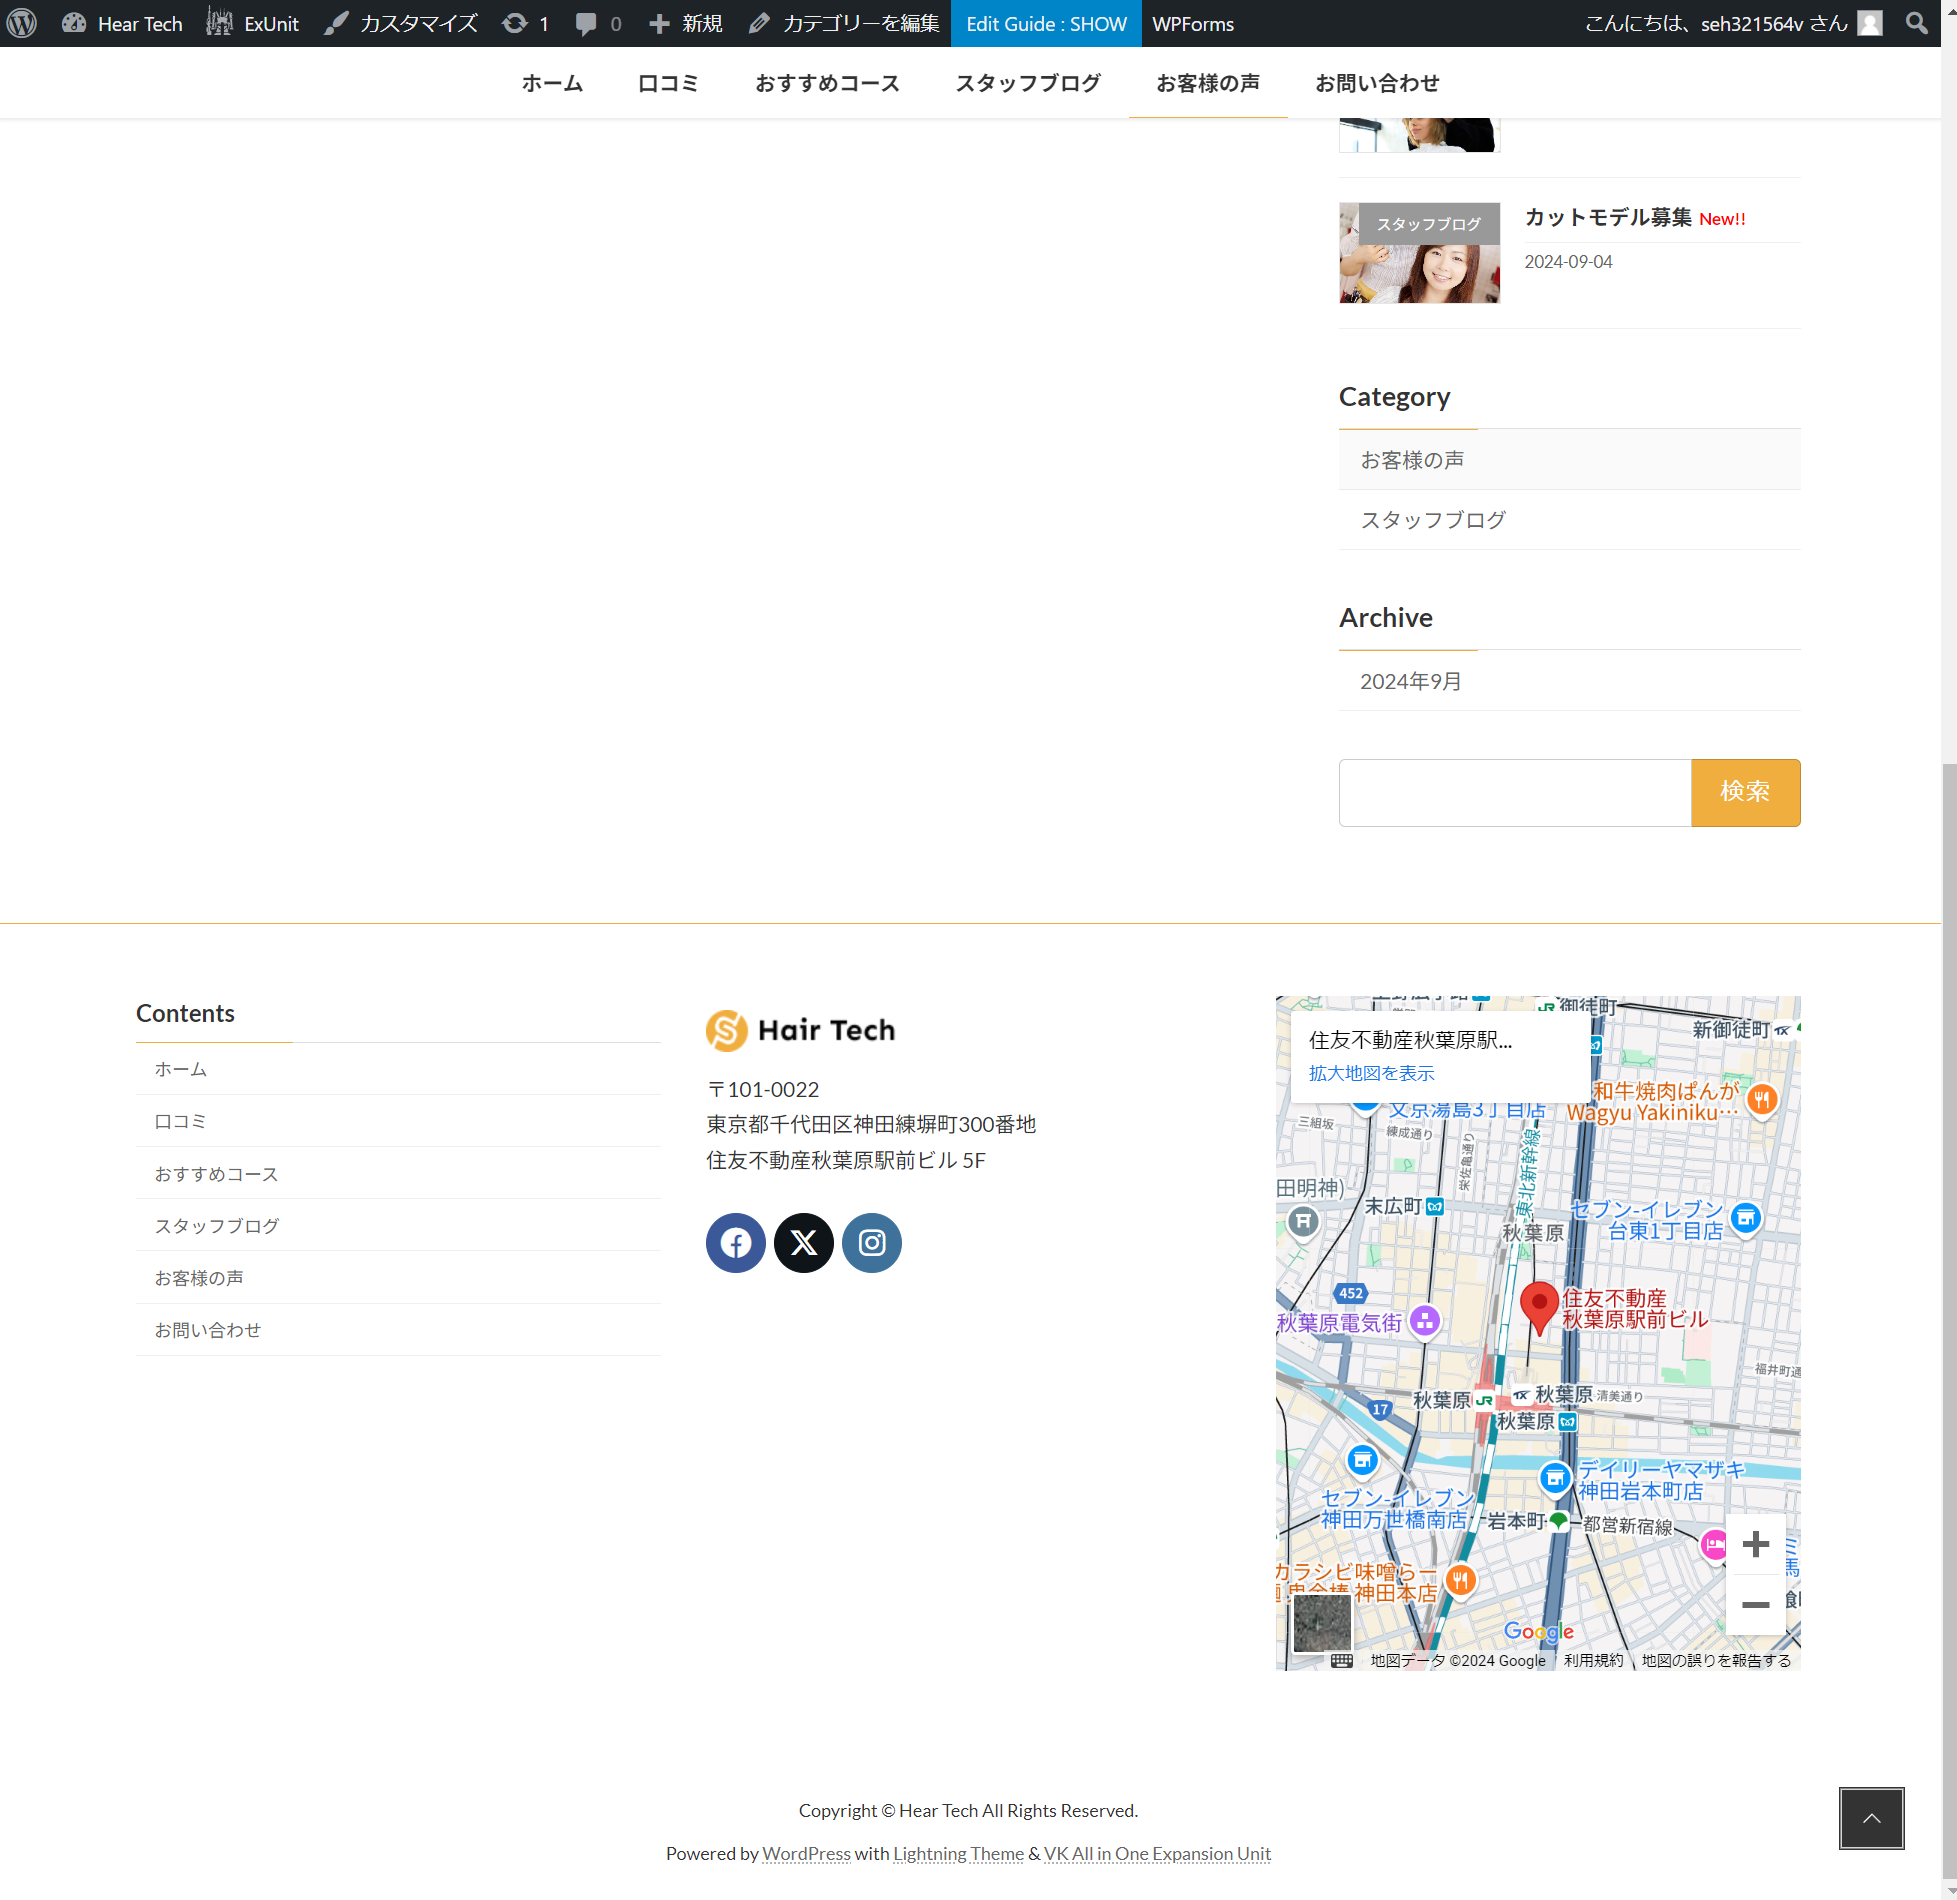 Hear Tech
ExUnit
カスタマイズ
1
0
新規
カテゴリーを編集
Edit Guide : SHOW
WPForms
こんにちは、seh321564v さん
ホーム
口コミ
おすすめコース
スタッフブログ
お客様の声
お問い合わせ
スタッフブログ
カットモデル募集 New!!
2024-09-04
Category
お客様の声
スタッフブログ
Archive
2024年9月
検索
Contents
ホーム
口コミ
おすすめコース
スタッフブログ
お客様の声
お問い合わせ
Hair Tech
〒101-0022
東京都千代田区神田練塀町300番地
住友不動産秋葉原駅前ビル 5F
JR 御徒町
新御徒町
住友不動産秋葉原駅...
拡大地図を表示
和牛焼肉ぱんが
Wagyu Yakiniku…
文京湯島3丁目店
三組坂
練成通り
栄佐亀通り
東北新幹線
田明神)
末広町
セブン-イレブン
台東1丁目店
秋葉原
452
住友不動産
秋葉原駅前ビル
秋葉原電気街
福井町通
秋葉原 JR
TX 秋葉原
清美通り
17
秋葉原
デイリーヤマザキ
神田岩本町店
セブン-イレブン
神田万世橋南店
岩本町
都営新宿線
カラシビ味噌らー
神田本店
Google
地図データ ©2024 Google
利用規約
地図の誤りを報告する
Copyright © Hear Tech All Rights Reserved.
Powered by WordPress with Lightning Theme & VK All in One Expansion Unit